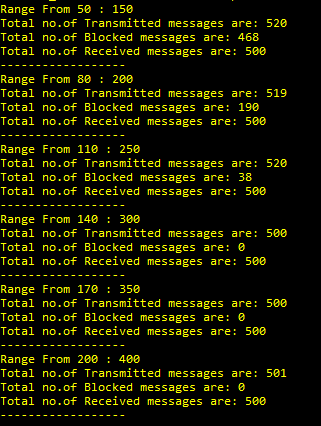 Range From 50 : 150
Total no.of Transmitted messages are: 520
Total no.of Blocked messages are: 468
Total no.of Received messages are: 500
------------------
Range From 80 : 200
Total no.of Transmitted messages are: 519
Total no.of Blocked messages are: 190
Total no.of Received messages are: 500
------------------
Range From 110 : 250
Total no.of Transmitted messages are: 520
Total no.of Blocked messages are: 38
Total no.of Received messages are: 500
------------------
Range From 140 : 300
Total no.of Transmitted messages are: 500
Total no.of Blocked messages are: 0
Total no.of Received messages are: 500
------------------
Range From 170 : 350
Total no.of Transmitted messages are: 500
Total no.of Blocked messages are: 0
Total no.of Received messages are: 500
------------------
Range From 200 : 400
Total no.of Transmitted messages are: 501
Total no.of Blocked messages are: 0
Total no.of Received messages are: 500
------------------